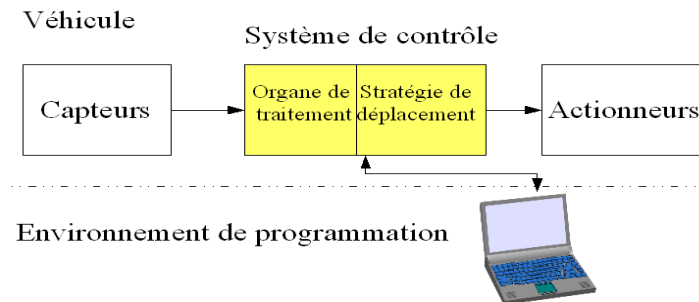 Véhicule
Système de contrôle
Capteurs
Organe de
traitement
Stratégie de
déplacement
Actionneurs
Environnement de programmation